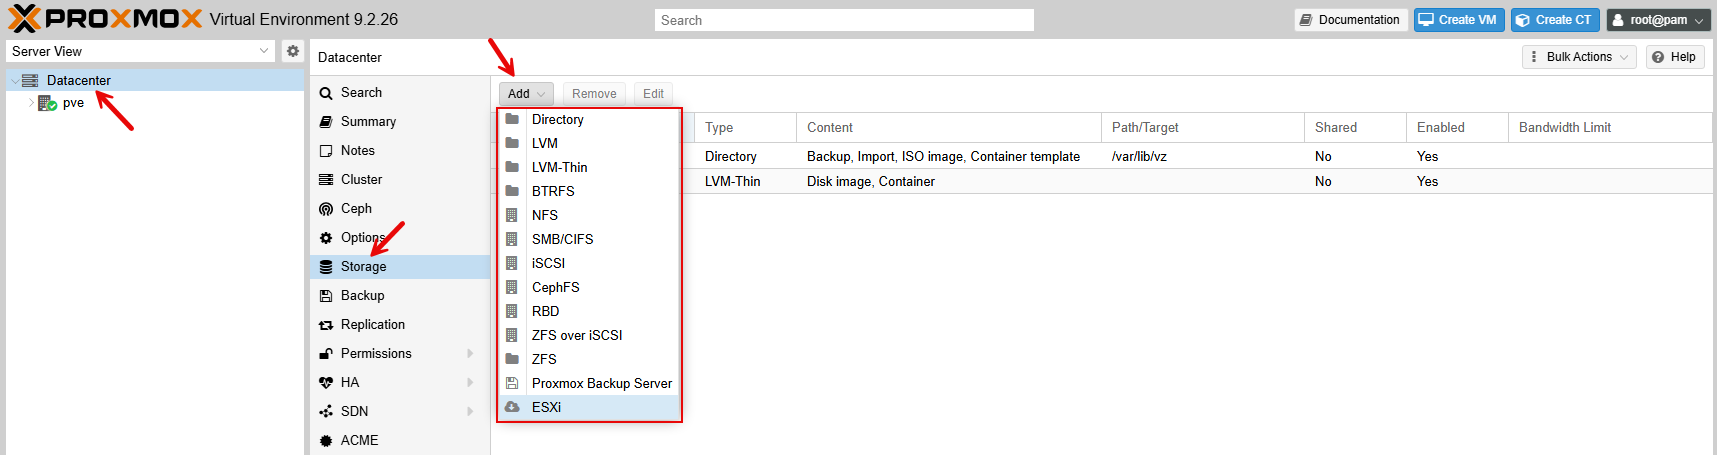 PROXMOX Virtual Environment 9.2.26 Search Documentation Create VM Create CT root@pam
Server View
Datacenter
pve
Datacenter Bulk Actions Help
Search
Summary
Notes
Cluster
Ceph
Options
Storage
Backup
Replication
Permissions
HA
SDN
ACME
Add Remove Edit
Directory
LVM
LVM-Thin
BTRFS
NFS
SMB/CIFS
iSCSI
CephFS
RBD
ZFS over iSCSI
ZFS
Proxmox Backup Server
ESXi
Type Content Path/Target Shared Enabled Bandwidth Limit
Directory Backup, Import, ISO image, Container template /var/lib/vz No Yes
LVM-Thin Disk image, Container No Yes